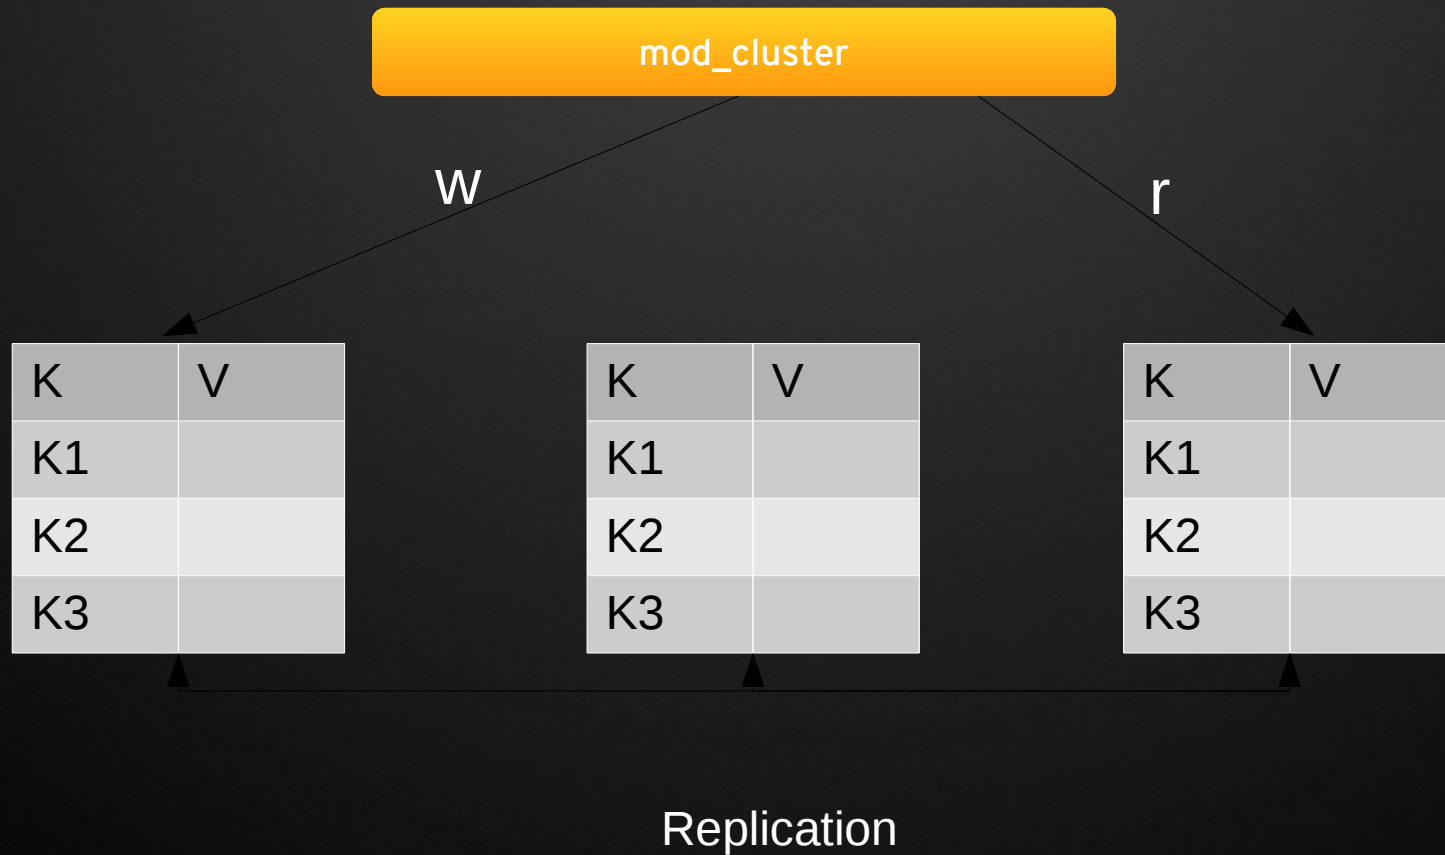 mod_cluster
w
r
K V
K1
K2
K3
K V
K1
K2
K3
K V
K1
K2
K3
Replication